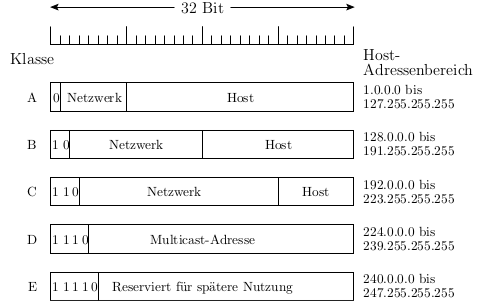 32 Bit
Klasse
Host-
Adressenbereich
A
0 Netzwerk Host
1.0.0.0 bis
127.255.255.255
B
1 0 Netzwerk Host
128.0.0.0 bis
191.255.255.255
C
1 1 0 Netzwerk Host
192.0.0.0 bis
223.255.255.255
D
1 1 1 0 Multicast-Adresse
224.0.0.0 bis
239.255.255.255
E
1 1 1 1 0 Reserviert für spätere Nutzung
240.0.0.0 bis
247.255.255.255